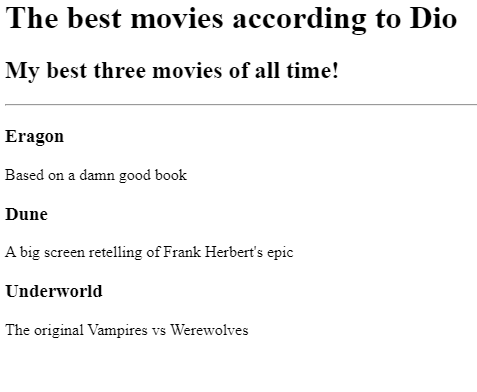 The best movies according to Dio
My best three movies of all time!
Eragon
Based on a damn good book
Dune
A big screen retelling of Frank Herbert's epic
Underworld
The original Vampires vs Werewolves